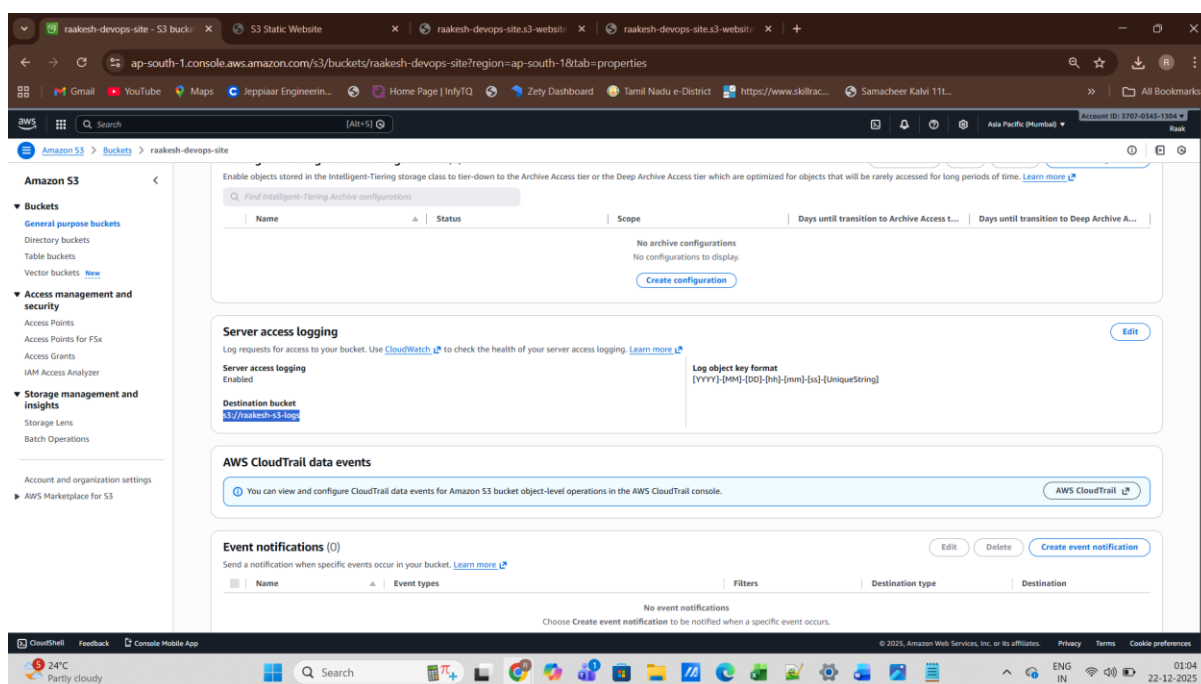 raakesh-devops-site - S3 bucke
S3 Static Website
raakesh-devops-site.s3-website
raakesh-devops-site.s3-website
ap-south-1.console.aws.amazon.com/s3/buckets/raakesh-devops-site?region=ap-south-1&tab=properties
R
Gmail
YouTube
Maps
Jeppiaar Engineerin...
Home Page | InfyTQ
Zety Dashboard
Tamil Nadu e-District
https://www.skillrac...
Samacheer Kalvi 11t...
»
All Bookmarks
aws
Search
[Alt+S]
Asia Pacific (Mumbai)
Account ID: 3707-0343-1304
Raak
Amazon S3 > Buckets > raakesh-devops-site
Amazon S3
Buckets
General purpose buckets
Directory buckets
Table buckets
Vector buckets New
Access management and
security
Access Points
Access Points for FSx
Access Grants
IAM Access Analyzer
Storage management and
insights
Storage Lens
Batch Operations
Account and organization settings
AWS Marketplace for S3
Enable objects stored in the Intelligent-Tiering storage class to tier-down to the Archive Access tier or the Deep Archive Access tier which are optimized for objects that will be rarely accessed for long periods of time. Learn more
Find Intelligent-Tiering Archive configurations
Name Status Scope Days until transition to Archive Access t... Days until transition to Deep Archive A...
No archive configurations
No configurations to display.
Create configuration
Server access logging
Edit
Log requests for access to your bucket. Use CloudWatch to check the health of your server access logging. Learn more
Server access logging
Enabled
Log object key format
[YYYY]-[MM]-[DD]-[hh]-[mm]-[ss]-[UniqueString]
Destination bucket
s3://raakesh-s3-logs
AWS CloudTrail data events
You can view and configure CloudTrail data events for Amazon S3 bucket object-level operations in the AWS CloudTrail console.
AWS CloudTrail
Event notifications (0)
Edit
Delete
Create event notification
Send a notification when specific events occur in your bucket. Learn more
Name Event types Filters Destination type Destination
No event notifications
Choose Create event notification to be notified when a specific event occurs.
CloudShell Feedback Console Mobile App
© 2025, Amazon Web Services, Inc. or its affiliates. Privacy Terms Cookie preferences
5
24°C
Partly cloudy
Search
ENG
IN
01:04
22-12-2025